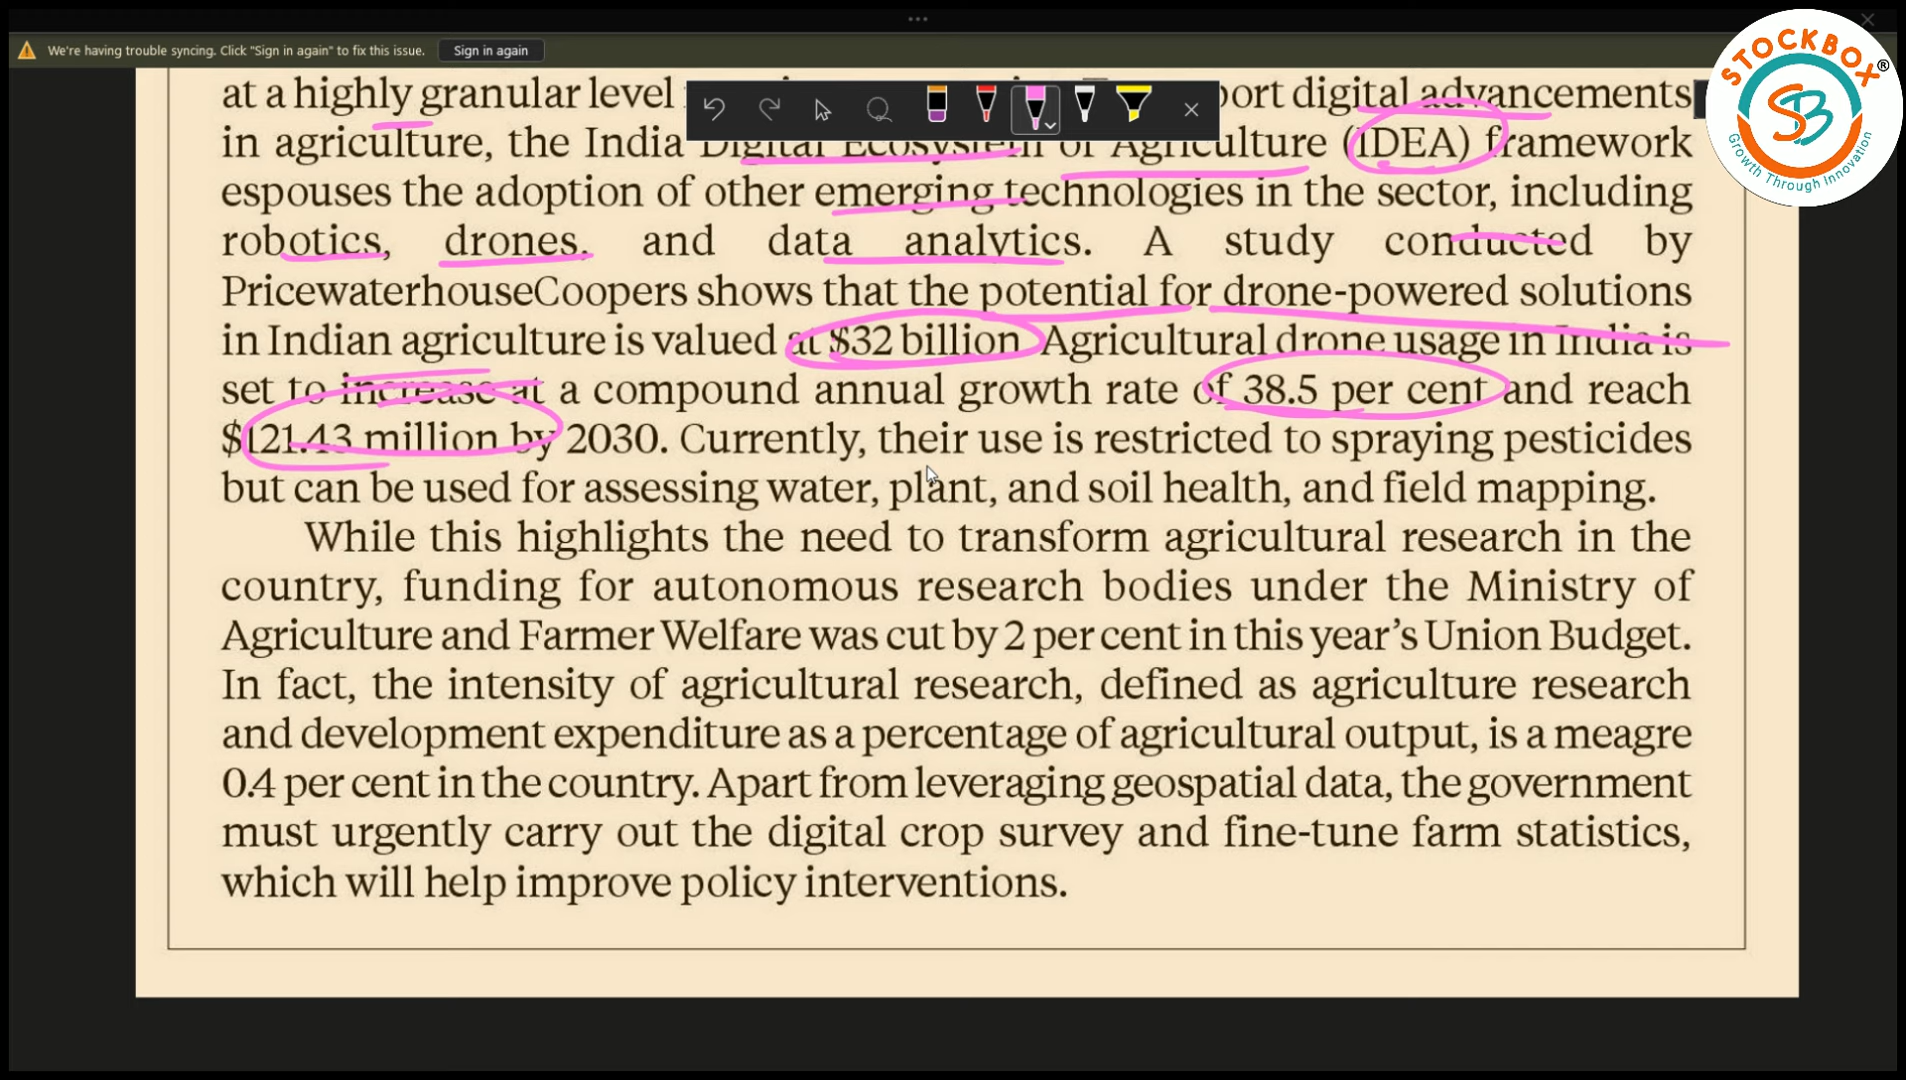 We're having trouble syncing. Click "Sign in again" to fix this issue. Sign in again
STOCKBOX®
SB
Growth Through Innovation
at a highly granular level port digital advancements
in agriculture, the India Digital Ecosystem of Agriculture (IDEA) framework
espouses the adoption of other emerging technologies in the sector, including
robotics, drones, and data analytics. A study conducted by
PricewaterhouseCoopers shows that the potential for drone-powered solutions
in Indian agriculture is valued at $32 billion. Agricultural drone usage in India is
set to increase at a compound annual growth rate of 38.5 per cent and reach
$121.43 million by 2030. Currently, their use is restricted to spraying pesticides
but can be used for assessing water, plant, and soil health, and field mapping.
While this highlights the need to transform agricultural research in the
country, funding for autonomous research bodies under the Ministry of
Agriculture and Farmer Welfare was cut by 2 per cent in this year's Union Budget.
In fact, the intensity of agricultural research, defined as agriculture research
and development expenditure as a percentage of agricultural output, is a meagre
0.4 per cent in the country. Apart from leveraging geospatial data, the government
must urgently carry out the digital crop survey and fine-tune farm statistics,
which will help improve policy interventions.